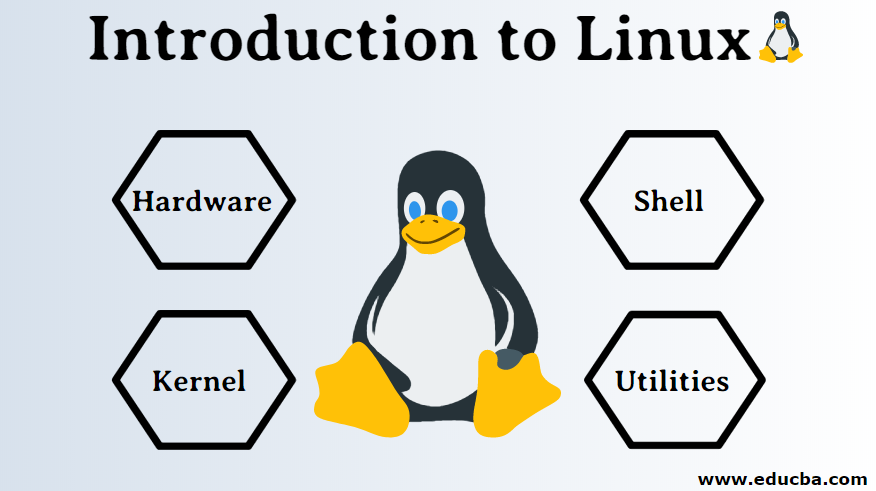 Introduction to Linux
Hardware
Shell
Kernel
Utilities
www.educba.com